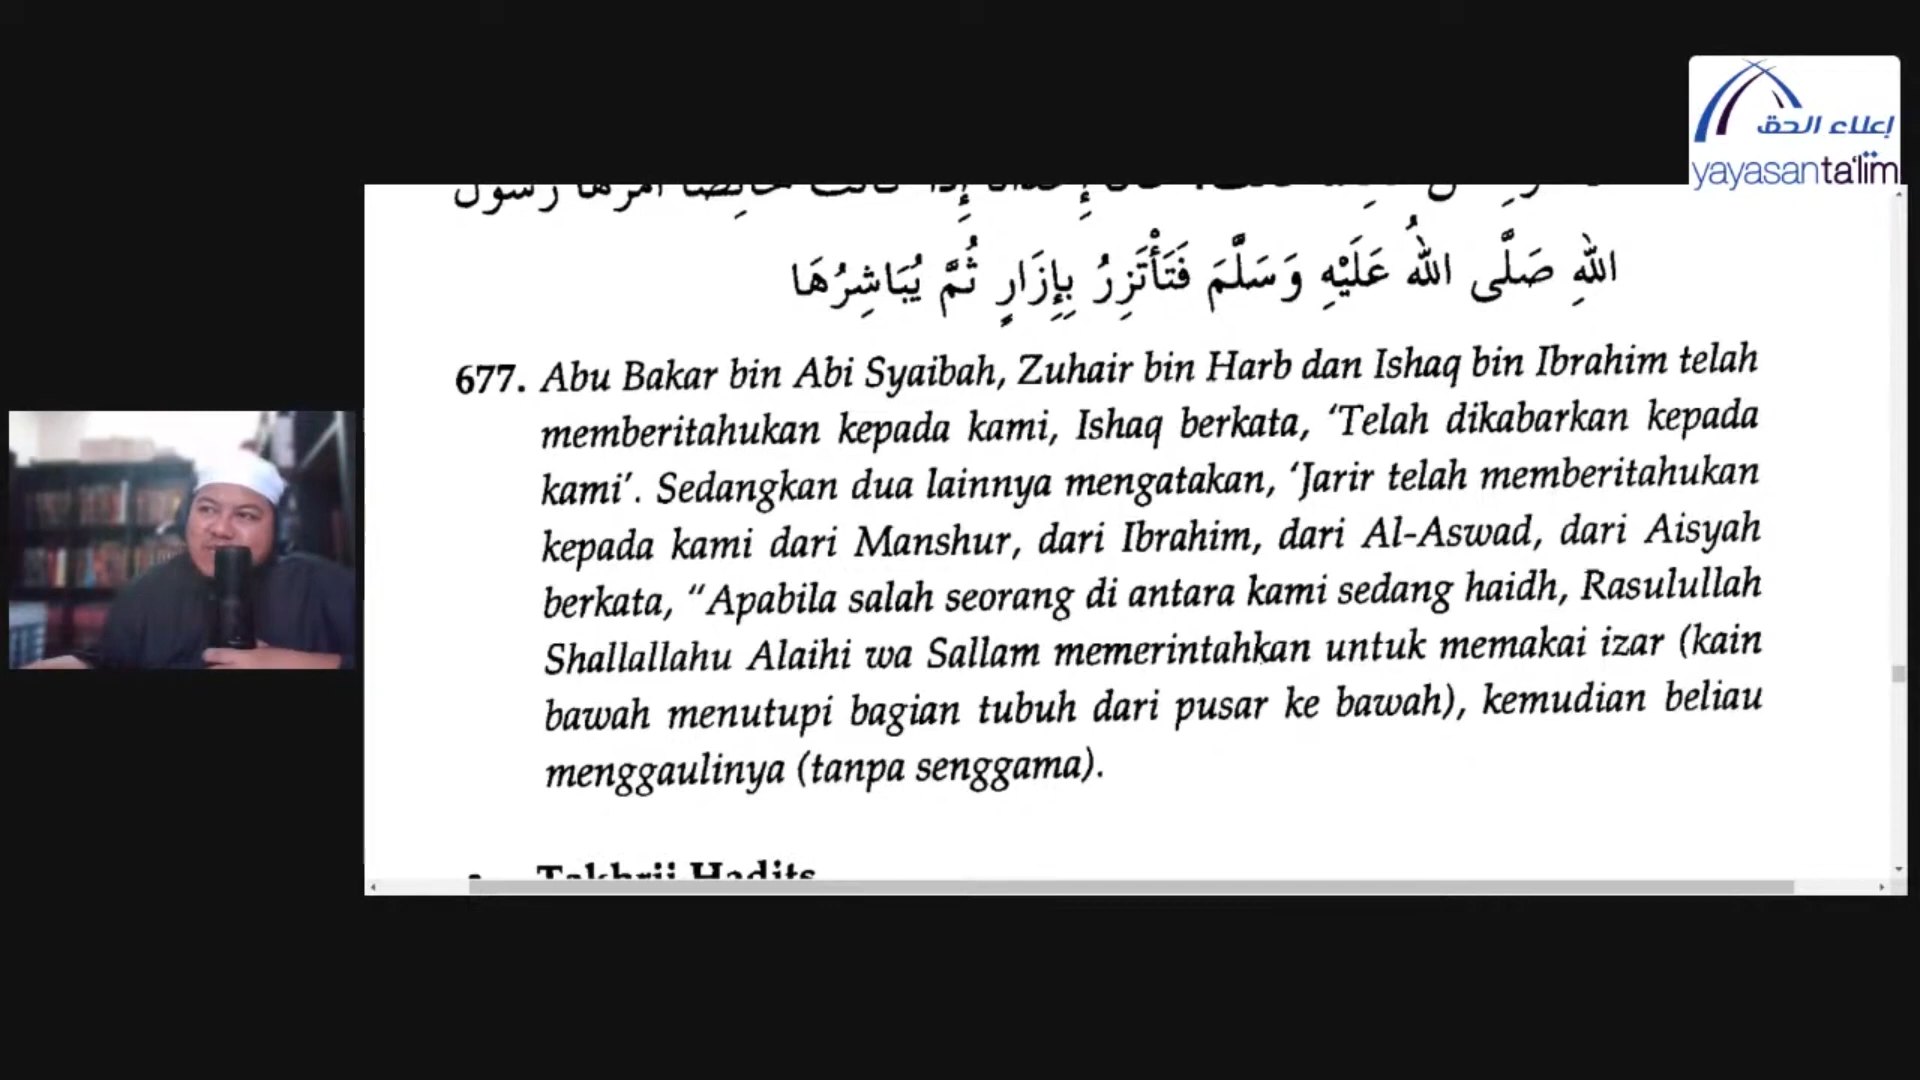 إعلاء الحق
yayasanta'lim
اللهِ صَلَّى اللهُ عَلَيْهِ وَسَلَّمَ فَتَأْتَزِرُ بِإِزَارٍ ثُمَّ يُبَاشِرُهَا
677. Abu Bakar bin Abi Syaibah, Zuhair bin Harb dan Ishaq bin Ibrahim telah
memberitahukan kepada kami, Ishaq berkata, ‘Telah dikabarkan kepada
kami’. Sedangkan dua lainnya mengatakan, ‘Jarir telah memberitahukan
kepada kami dari Manshur, dari Ibrahim, dari Al-Aswad, dari Aisyah
berkata, “Apabila salah seorang di antara kami sedang haidh, Rasulullah
Shallallahu Alaihi wa Sallam memerintahkan untuk memakai izar (kain
bawah menutupi bagian tubuh dari pusar ke bawah), kemudian beliau
menggaulinya (tanpa senggama).
• Takhrij Hadits